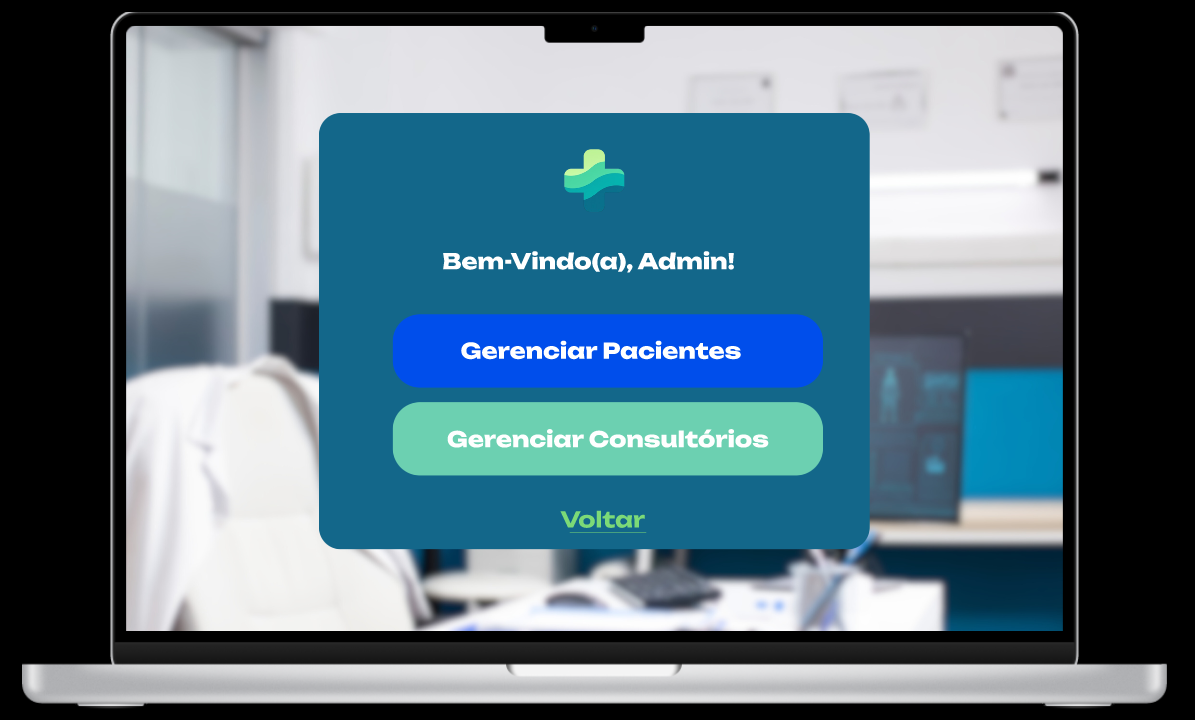 Bem-Vindo(a), Admin!
Gerenciar Pacientes
Gerenciar Consultórios
Voltar